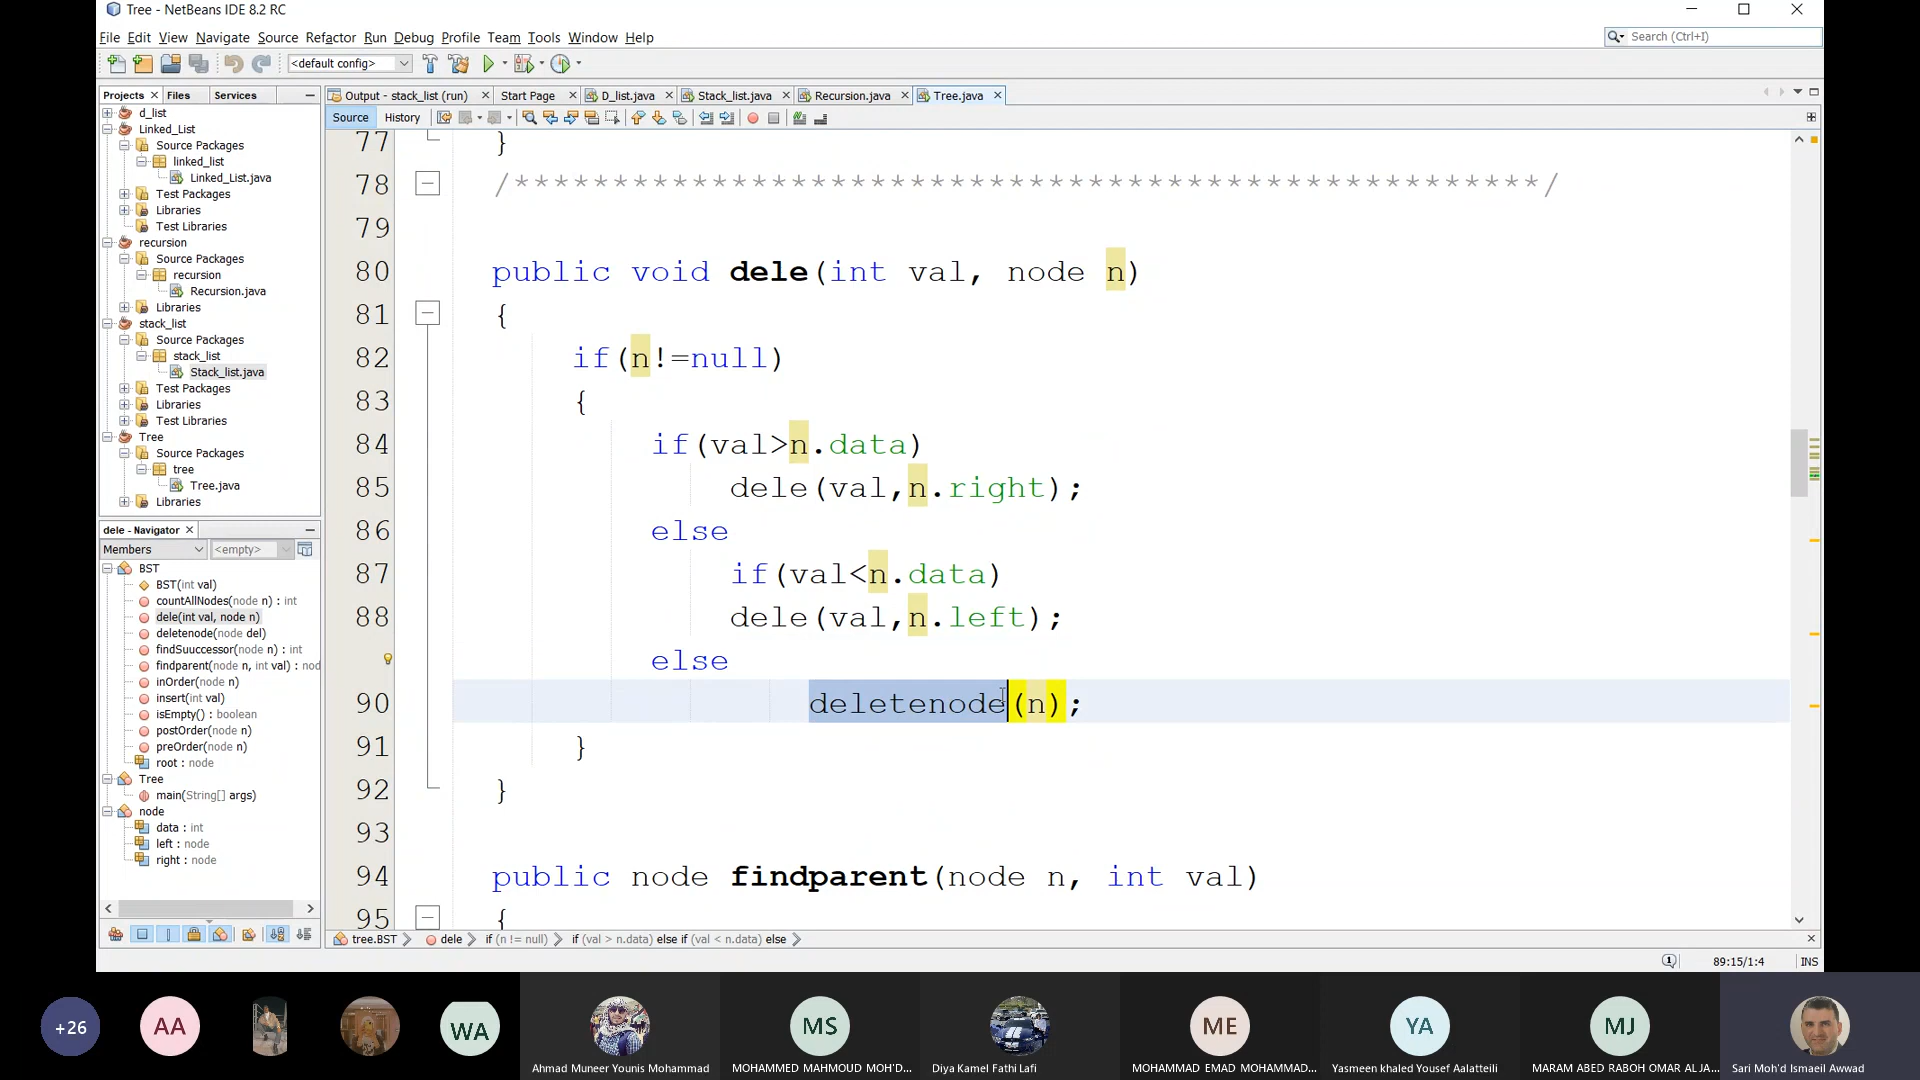 Tree - NetBeans IDE 8.2 RC
File Edit View Navigate Source Refactor Run Debug Profile Team Tools Window Help
Search (Ctrl+I)
<default config>
Projects Files Services
Output - stack_list (run) Start Page D_list.java Stack_list.java Recursion.java Tree.java
Source History
d_list
Linked_List
Source Packages
linked_list
Linked_List.java
Test Packages
Libraries
Test Libraries
recursion
Source Packages
recursion
Recursion.java
Libraries
stack_list
Source Packages
stack_list
Stack_list.java
Test Packages
Libraries
Test Libraries
Tree
Source Packages
tree
Tree.java
Libraries
dele - Navigator
Members <empty>
BST
BST(int val)
countAllNodes(node n) : int
dele(int val, node n)
deletenode(node del)
findSuuccessor(node n) : int
findparent(node n, int val) : nod
inOrder(node n)
insert(int val)
isEmpty() : boolean
postOrder(node n)
preOrder(node n)
root : node
Tree
main(String[] args)
node
data : int
left : node
right : node
77 }
78 /****************************************************/
79
80 public void dele(int val, node n)
81 {
82 if(n!=null)
83 {
84 if(val>n.data)
85 dele(val,n.right);
86 else
87 if(val<n.data)
88 dele(val,n.left);
else
90 deletenode(n);
91 }
92 }
93
94 public node findparent(node n, int val)
95 {
tree.BST dele if (n != null) if (val > n.data) else if (val < n.data) else
89:15/1:4 INS
+26 AA WA MS ME YA MJ
Ahmad Muneer Younis Mohammad MOHAMMED MAHMOUD MOH'D... Diya Kamel Fathi Lafi MOHAMMAD EMAD MOHAMMAD... Yasmeen khaled Yousef Aalatteili MARAM ABED RABOH OMAR AL JA... Sari Moh'd Ismaeil Awwad